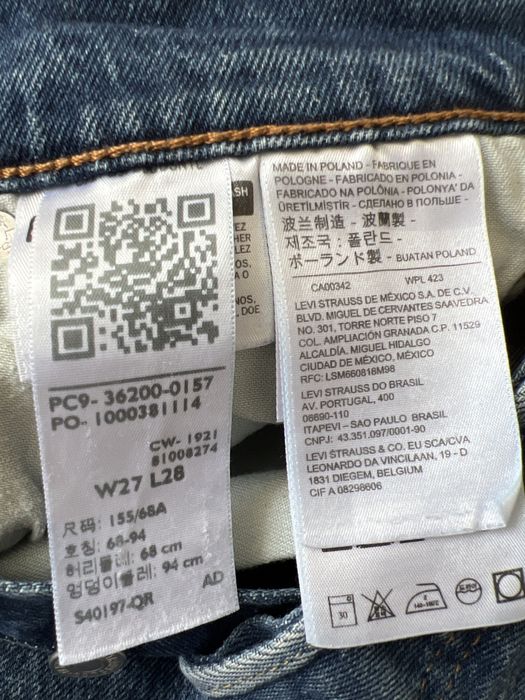 PC9- 36200-0157
PO- 1000381114
CW- 1921
81008274
W27 L28
尺码: 155/68A
호칭: 68-94
허리둘레: 68 cm
엉덩이둘레: 94 cm
AD
S40197-QR
MADE IN POLAND - FABRIQUE EN
POLOGNE - FABRICADO EN POLONIA -
FABRICADO NA POLÔNIA - POLONYA' DA
ÜRETİLMİŞTİR - СДЕЛАНО В ПОЛЬШЕ -
波兰制造 - 波蘭製 -
제조국 : 폴란드 -
ポーランド製 - BUATAN POLAND
CA00342 WPL 423
LEVI STRAUSS DE MÉXICO S.A. DE C.V.
BLVD. MIGUEL DE CERVANTES SAAVEDRA
NO. 301, TORRE NORTE PISO 7
COL. AMPLIACIÓN GRANADA C.P. 11529
ALCALDÍA. MIGUEL HIDALGO
CIUDAD DE MÉXICO, MÉXICO
RFC: LSM660818M98
LEVI STRAUSS DO BRASIL
AV. PORTUGAL, 400
06690-110
ITAPEVI – SAO PAULO BRASIL
CNPJ: 43.351.097/0001-90
LEVI STRAUSS & CO. EU SCA/CVA
LEONARDO DA VINCILAAN, 19 - D
1831 DIEGEM, BELGIUM
CIF A 08298606
30